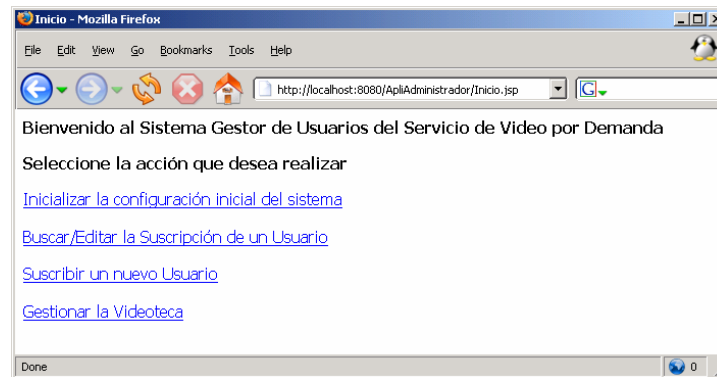 Inicio - Mozilla Firefox
File Edit View Go Bookmarks Tools Help
http://localhost:8080/ApliAdministrador/Inicio.jsp G
Bienvenido al Sistema Gestor de Usuarios del Servicio de Video por Demanda
Seleccione la acción que desea realizar
Inicializar la configuración inicial del sistema
Buscar/Editar la Suscripción de un Usuario
Suscribir un nuevo Usuario
Gestionar la Videoteca
Done 0